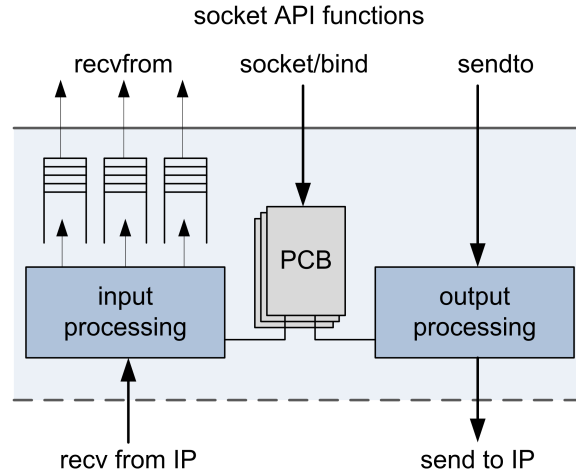 socket API functions
recvfrom
socket/bind
sendto
PCB
input
processing
output
processing
recv from IP
send to IP